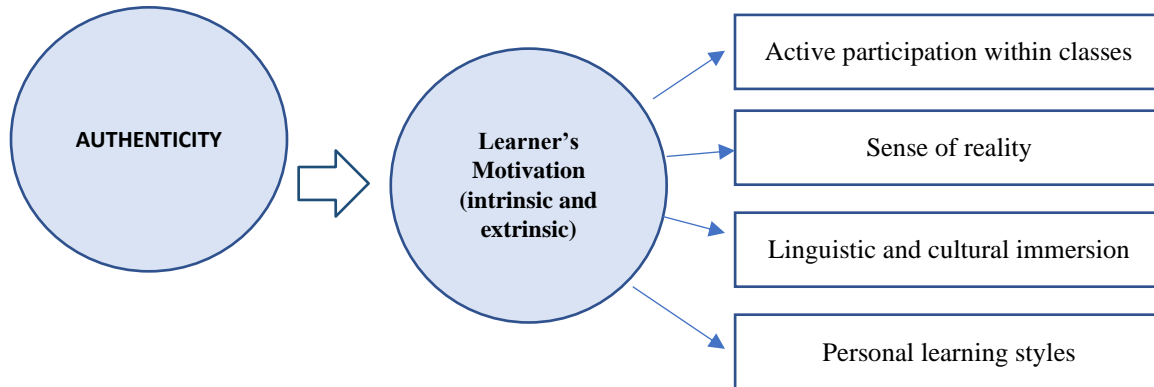 AUTHENTICITY
Learner’s
Motivation
(intrinsic and
extrinsic)
Active participation within classes
Sense of reality
Linguistic and cultural immersion
Personal learning styles